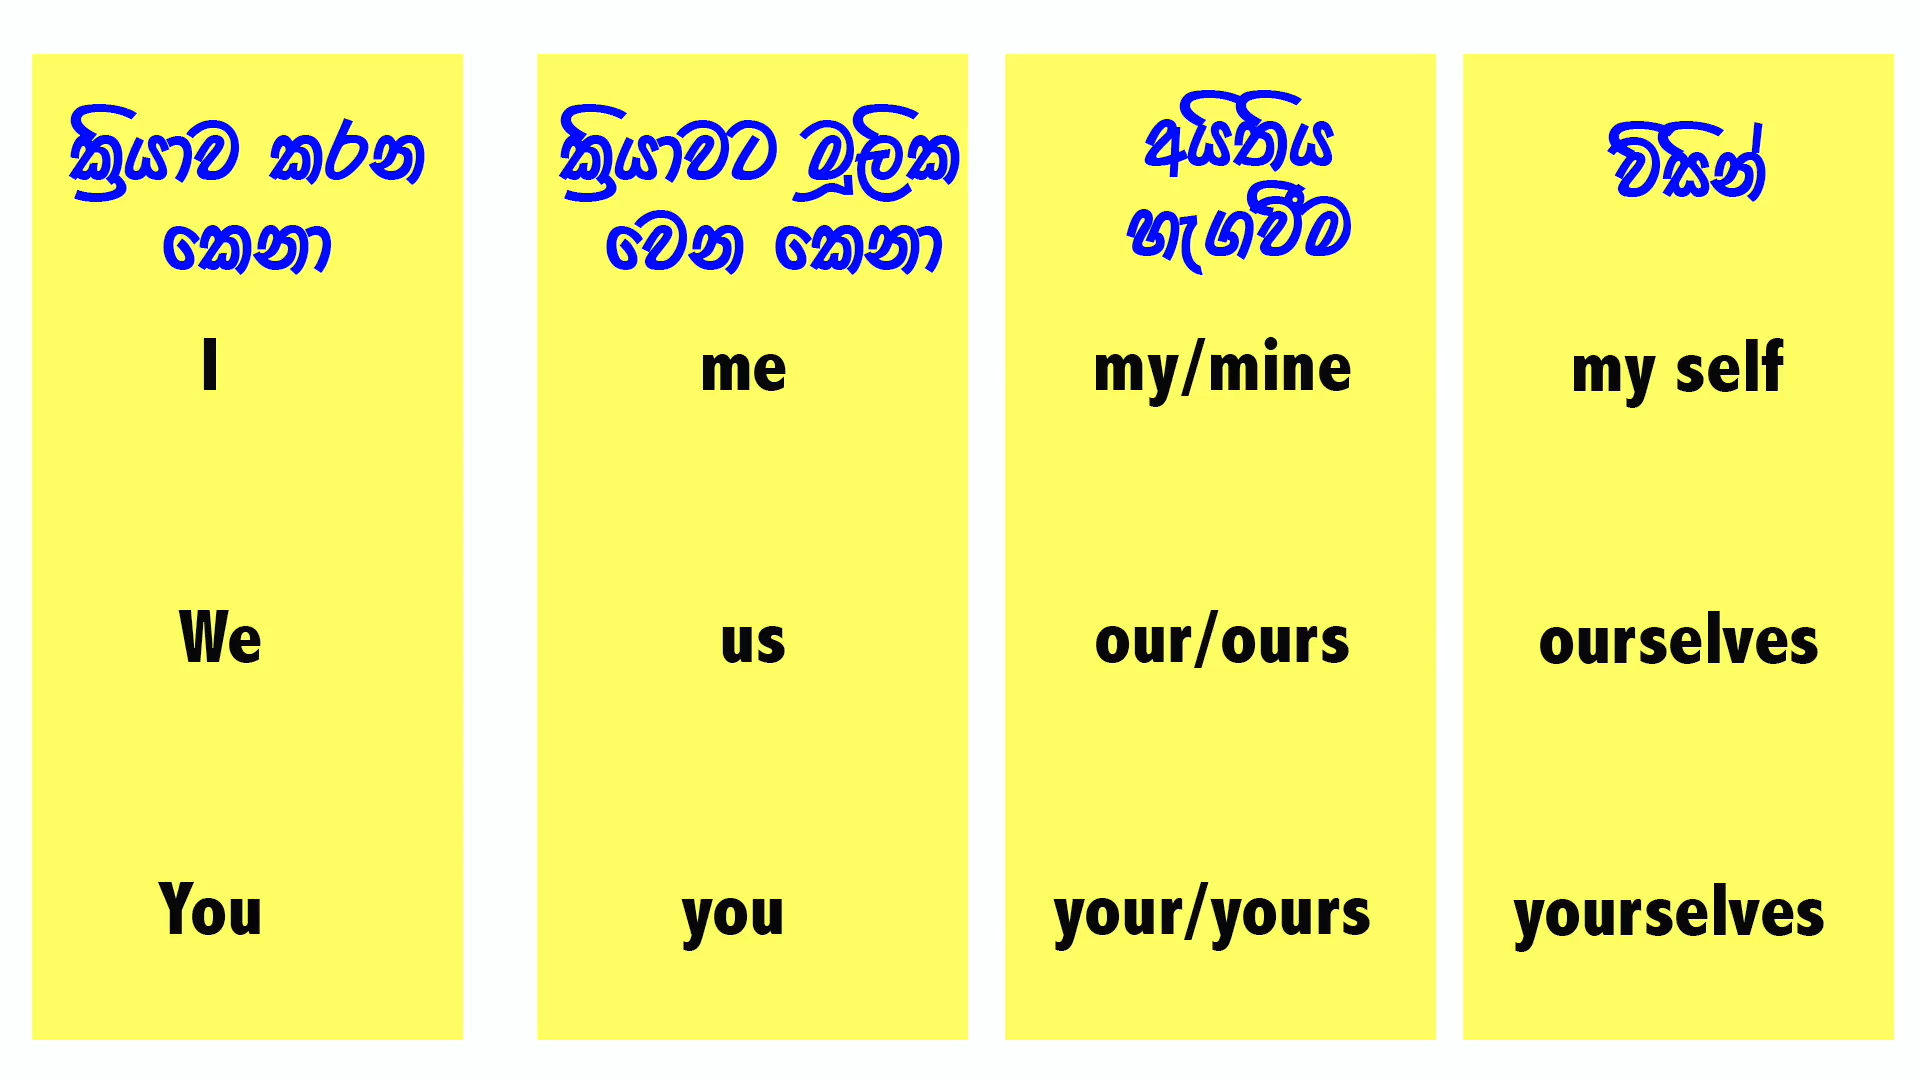 ක්‍රියාව කරන
කෙනා
ක්‍රියාවට මූලික
වෙන කෙනා
අයිතිය
හැඟවීම
විසින්
I
me
my/mine
my self
We
us
our/ours
ourselves
You
you
your/yours
yourselves